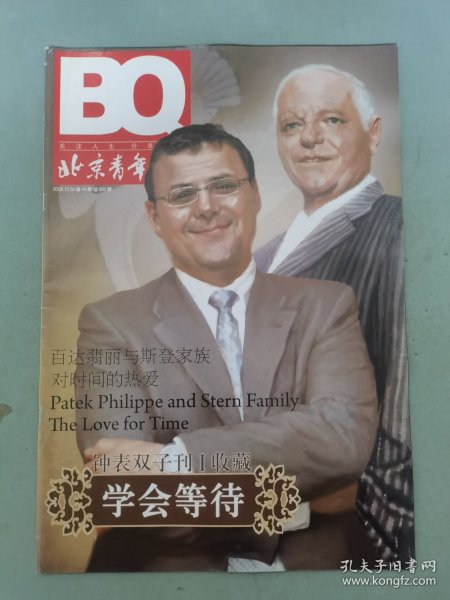 BQ
关注人生 分享
北京青年
百达翡丽与斯登家族
对时间的热爱
Patek Philippe and Stern Family
The Love for Time
钟表双子刊 I 收藏
学会等待
孔夫子旧书网
www.kongfz.com